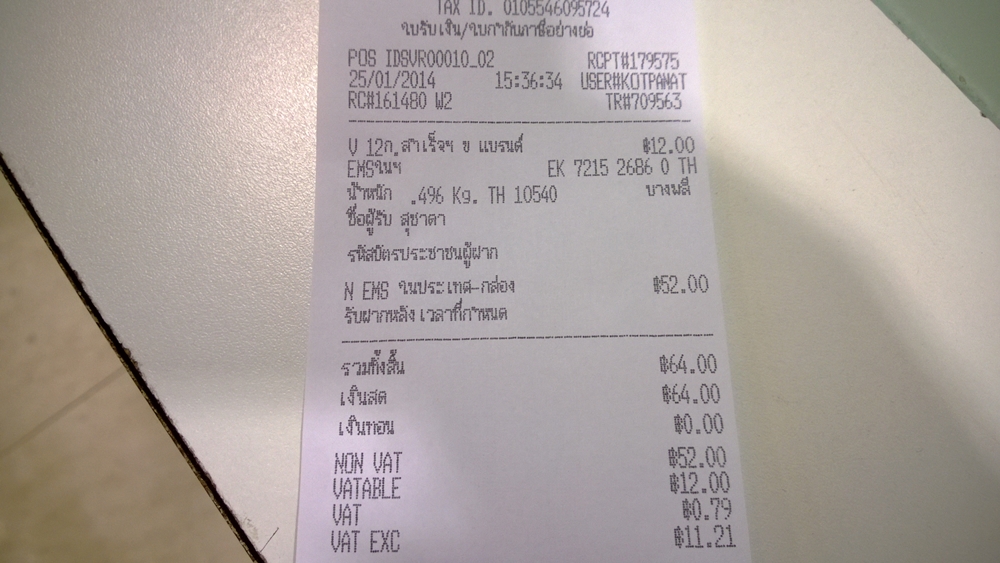 TAX ID. 0105546095724
ใบรับเงิน/ใบกำกับภาษีอย่างย่อ
POS IDSVR00010_02 RCPT#179575
25/01/2014 15:36:34 USER#KOTPANAT
RC#161480 W2 TR#709563
V 12ก.สำเร็จฯ ข แบรนด์ ฿12.00
EMSในฯ EK 7215 2686 0 TH
น้ำหนัก .496 Kg. TH 10540 บางพลี
ชื่อผู้รับ สุชาดา
รหัสบัตรประชาชนผู้ฝาก
N EMS ในประเทศ-กล่อง ฿52.00
รับฝากหลัง เวลาที่กำหนด
รวมทั้งสิ้น ฿64.00
เงินสด ฿64.00
เงินทอน ฿0.00
NON VAT ฿52.00
VATABLE ฿12.00
VAT ฿0.79
VAT EXC ฿11.21